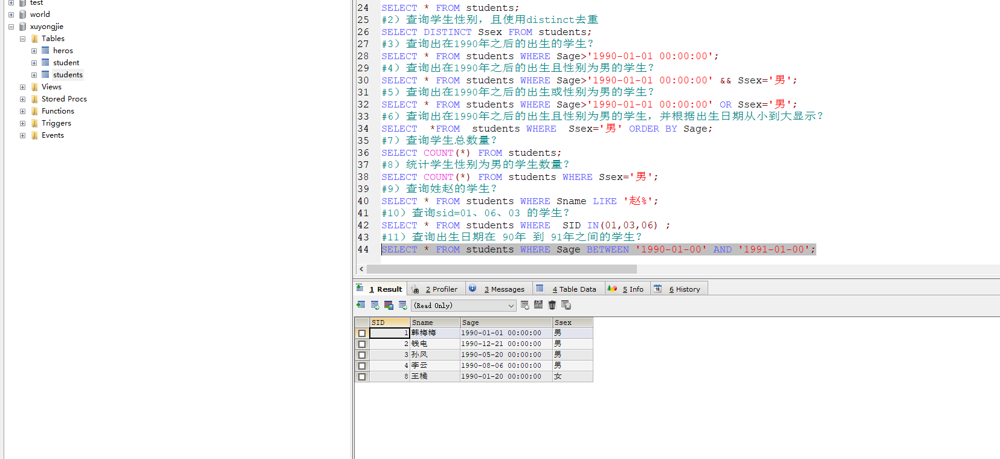 test
world
xuyongjie
Tables
heros
student
students
Views
Stored Procs
Functions
Triggers
Events
24 SELECT * FROM students;
25 #2）查询学生性别，且使用distinct去重
26 SELECT DISTINCT Ssex FROM students;
27 #3）查询出在1990年之后的出生的学生？
28 SELECT * FROM students WHERE Sage>'1990-01-01 00:00:00';
29 #4）查询出在1990年之后的出生且性别为男的学生？
30 SELECT * FROM students WHERE Sage>'1990-01-01 00:00:00' && Ssex='男';
31 #5）查询出在1990年之后的出生或性别为男的学生？
32 SELECT * FROM students WHERE Sage>'1990-01-01 00:00:00' OR Ssex='男';
33 #6）查询出在1990年之后的出生且性别为男的学生，并根据出生日期从小到大显示？
34 SELECT  *FROM  students WHERE  Ssex='男' ORDER BY Sage;
35 #7）查询学生总数量？
36 SELECT COUNT(*) FROM students;
37 #8）统计学生性别为男的学生数量？
38 SELECT COUNT(*) FROM students WHERE Ssex='男';
39 #9）查询姓赵的学生？
40 SELECT * FROM students WHERE Sname LIKE '赵%';
41 #10）查询sid=01、06、03 的学生？
42 SELECT * FROM students WHERE  SID IN(01,03,06) ;
43 #11）查询出生日期在 90年 到 91年之间的学生？
44 SELECT * FROM students WHERE Sage BETWEEN '1990-01-00' AND '1991-01-00';
1 Result 2 Profiler 3 Messages 4 Table Data 5 Info 18 6 History
(Read Only)
SID Sname Sage Ssex
1 韩梅梅 1990-01-01 00:00:00 男
2 钱电 1990-12-21 00:00:00 男
3 孙风 1990-05-20 00:00:00 男
4 李云 1990-08-06 00:00:00 男
8 王橘 1990-01-20 00:00:00 女